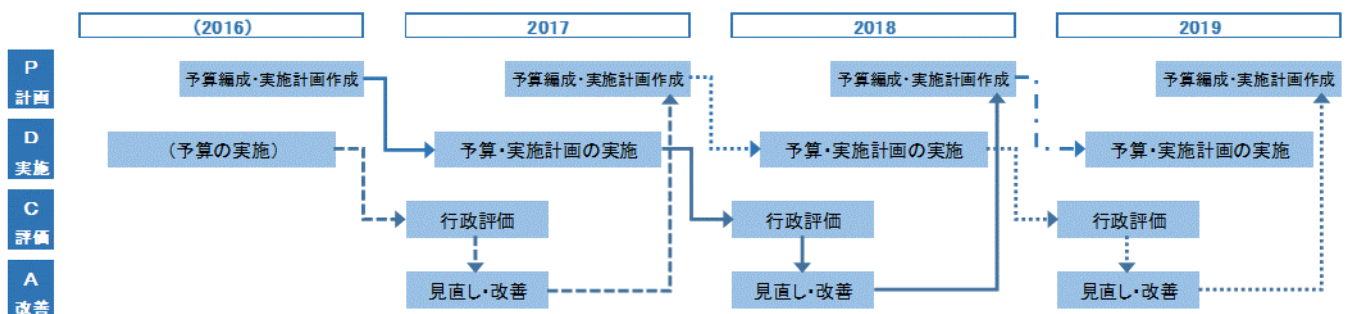 (2016) 2017 2018 2019
P
計画
予算編成・実施計画作成 予算編成・実施計画作成 予算編成・実施計画作成 予算編成・実施計画作成
D
実施
(予算の実施) 予算・実施計画の実施 予算・実施計画の実施 予算・実施計画の実施
C
評価
行政評価 行政評価 行政評価
A
改善
見直し・改善 見直し・改善 見直し・改善